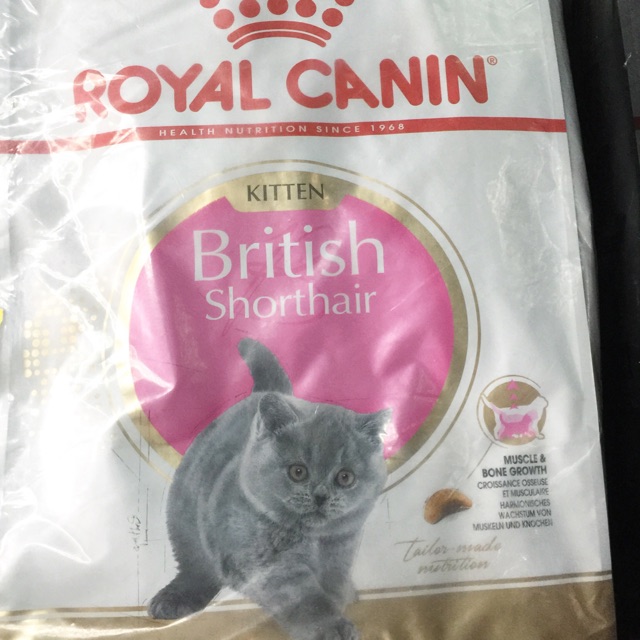 ROYAL CANIN®
HEALTH NUTRITION SINCE 1968
KITTEN
British
Shorthair
MUSCLE &
BONE GROWTH
CROISSANCE OSSEUSE
ET MUSCULAIRE
HARMONISCHES
WACHSTUM VON
MUSKELN UND KNOCHEN
Tailor-made
nutrition